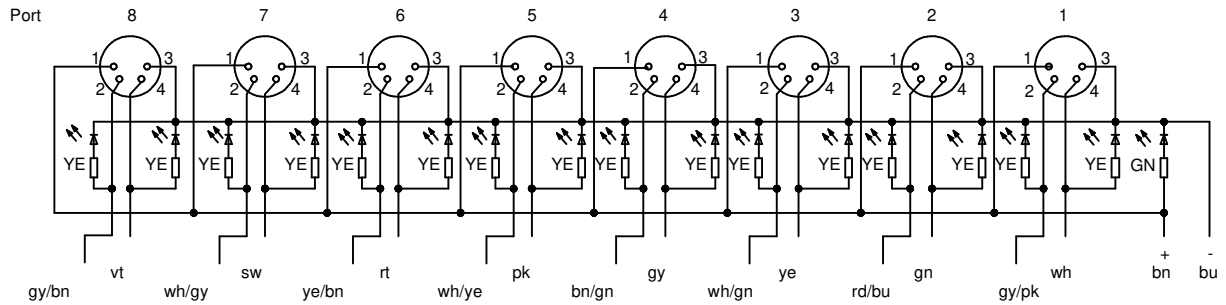 Port 8 7 6 5 4 3 2 1
1 3 1 3 1 3 1 3 1 3 1 3 1 3 1 3
2 4 2 4 2 4 2 4 2 4 2 4 2 4 2 4
YE YE YE YE YE YE YE YE YE YE YE YE YE YE YE YE GN
+ -
vt sw rt pk gy ye gn wh bn bu
gy/bn wh/gy ye/bn wh/ye bn/gn wh/gn rd/bu gy/pk